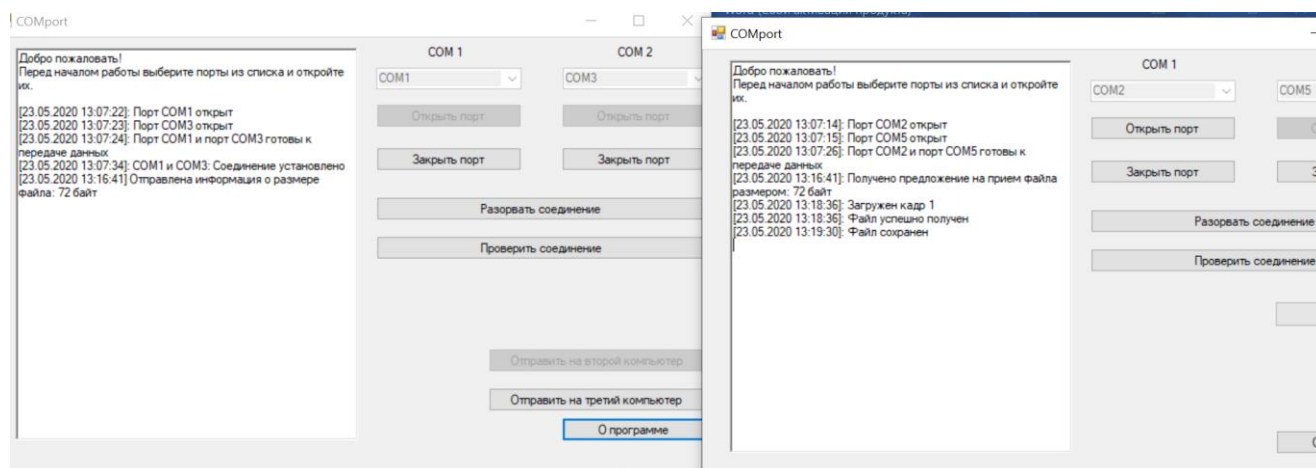 COMport
Добро пожаловать!
Перед началом работы выберите порты из списка и откройте
их.
[23.05.2020 13:07:22]: Порт COM1 открыт
[23.05.2020 13:07:23]: Порт COM3 открыт
[23.05.2020 13:07:24]: Порт COM1 и порт COM3 готовы к
передаче данных
[23.05.2020 13:07:34]: COM1 и COM3: Соединение установлено
[23.05.2020 13:16:41] Отправлена информация о размере
файла: 72 байт
COM 1
COM 2
COM1
COM3
Открыть порт
Открыть порт
Закрыть порт
Закрыть порт
Разорвать соединение
Проверить соединение
Отправить на второй компьютер
Отправить на третий компьютер
О программе
COMport
Добро пожаловать!
Перед началом работы выберите порты из списка и откройте
их.
[23.05.2020 13:07:14]: Порт COM2 открыт
[23.05.2020 13:07:15]: Порт COM5 открыт
[23.05.2020 13:07:26]: Порт COM2 и порт COM5 готовы к
передаче данных
[23.05.2020 13:16:41]: Получено предложение на прием файла
размером: 72 байт
[23.05.2020 13:18:36]: Загружен кадр 1
[23.05.2020 13:18:36]: Файл успешно получен
[23.05.2020 13:19:30]: Файл сохранен
COM 1
COM2
COM5
Открыть порт
Закрыть порт
Разорвать соединение
Проверить соединение